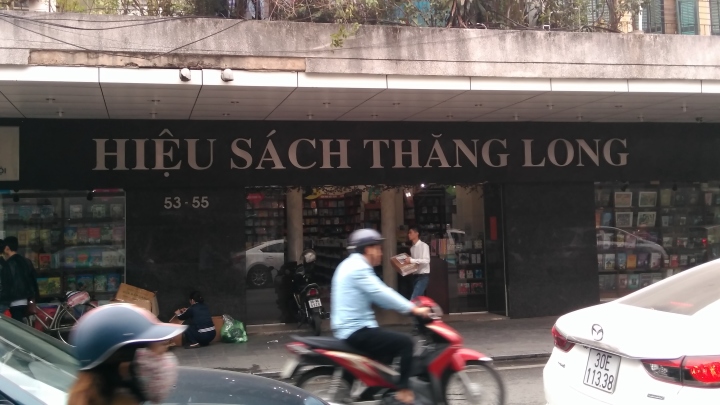 HIỆU SÁCH THĂNG LONG
53 - 55
30E
113.38